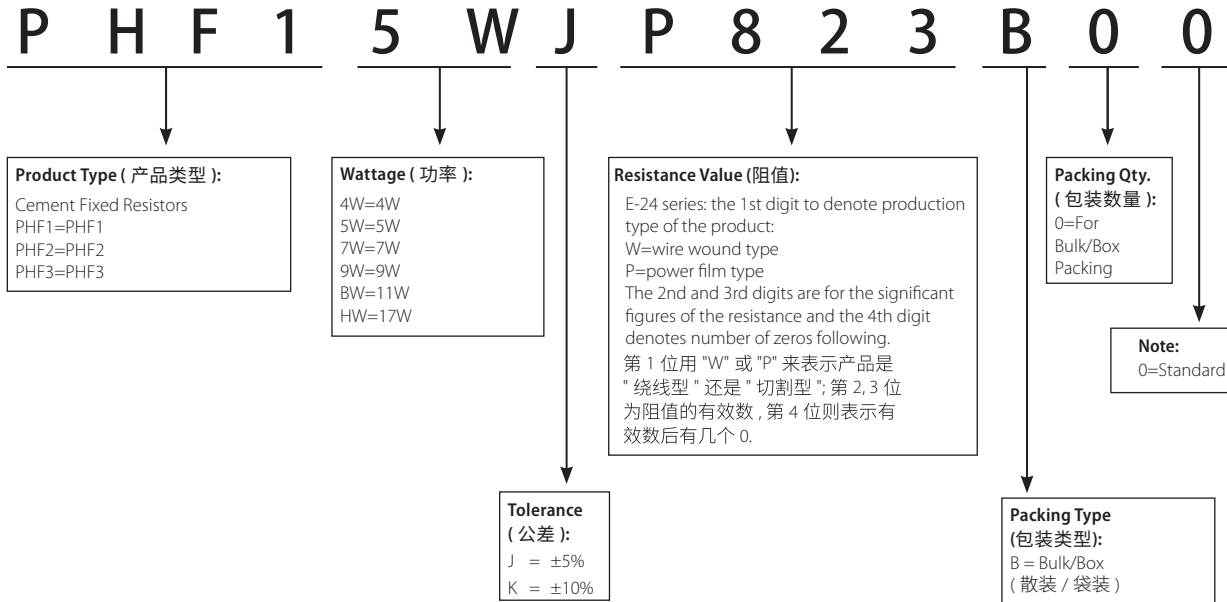 P H F 1 5 W J P 8 2 3 B 0 0
Product Type ( 产品类型 ):
Cement Fixed Resistors
PHF1=PHF1
PHF2=PHF2
PHF3=PHF3
Wattage ( 功率 ):
4W=4W
5W=5W
7W=7W
9W=9W
BW=11W
HW=17W
Resistance Value (阻值):
E-24 series: the 1st digit to denote production
type of the product:
W=wire wound type
P=power film type
The 2nd and 3rd digits are for the significant
figures of the resistance and the 4th digit
denotes number of zeros following.
第 1 位用 "W" 或 "P" 来表示产品是
" 绕线型 " 还是 " 切割型 "; 第 2, 3 位
为阻值的有效数 , 第 4 位则表示有
效数后有几个 0.
Packing Qty.
( 包装数量 ):
0=For
Bulk/Box
Packing
Note:
0=Standard
Tolerance
( 公差 ):
J = ±5%
K = ±10%
Packing Type
(包装类型):
B = Bulk/Box
( 散装 / 袋装 )